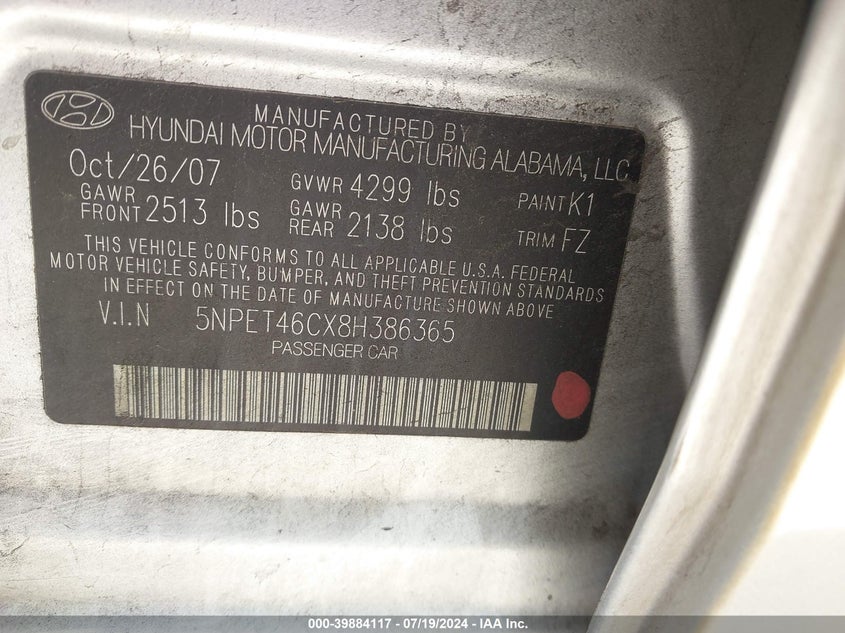 MANUFACTURED BY
HYUNDAI MOTOR MANUFACTURING ALABAMA, LLC
Oct/26/07 GVWR 4299 lbs PAINT K1
GAWR FRONT 2513 lbs GAWR REAR 2138 lbs TRIM FZ
THIS VEHICLE CONFORMS TO ALL APPLICABLE U.S.A. FEDERAL
MOTOR VEHICLE SAFETY, BUMPER, AND THEFT PREVENTION STANDARDS
IN EFFECT ON THE DATE OF MANUFACTURE SHOWN ABOVE
V.I.N 5NPET46CX8H386365
PASSENGER CAR
000-39884117 - 07/19/2024 - IAA Inc.